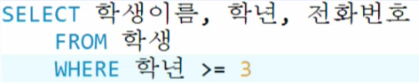 SELECT 학생이름, 학년, 전화번호
FROM 학생
WHERE 학년 >= 3